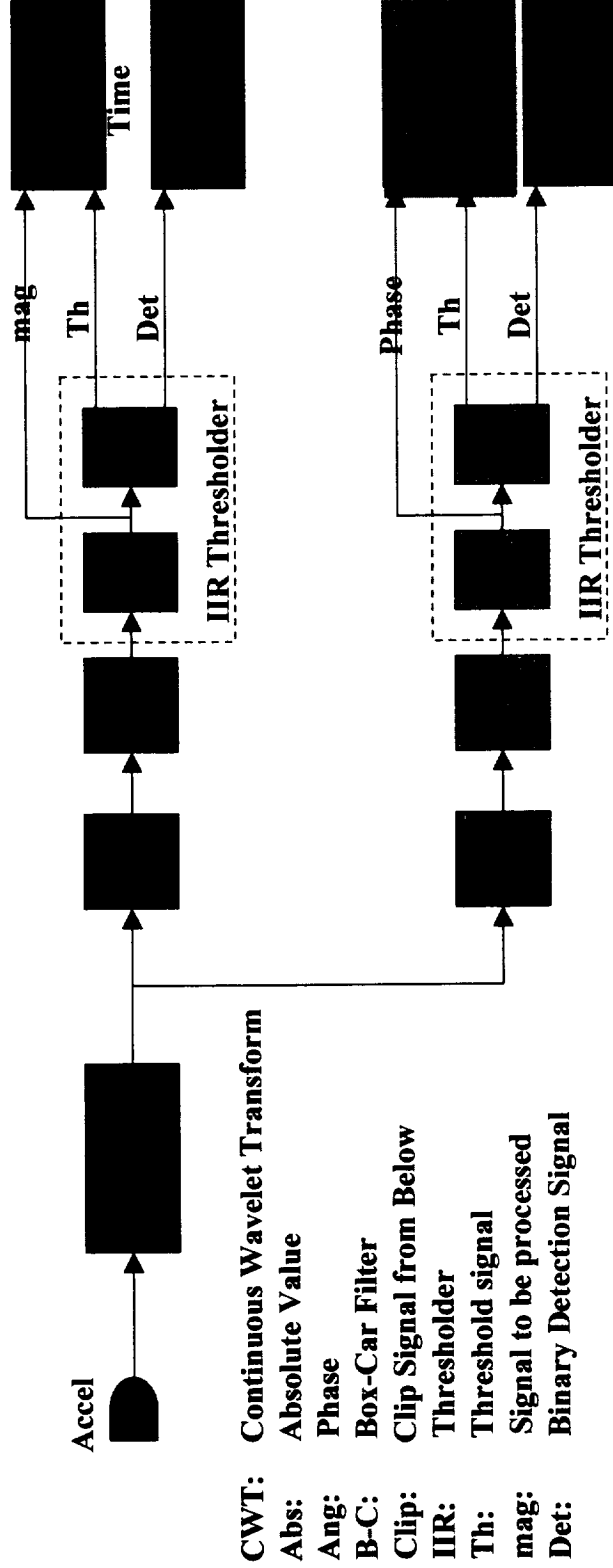 Accel
mag
Th
Det
Time
IIR Thresholder
Phase
Th
Det
IIR Thresholder
CWT: Continuous Wavelet Transform
Abs: Absolute Value
Ang: Phase
B-C: Box-Car Filter
Clip: Clip Signal from Below
IIR: Thresholder
Th: Threshold signal
mag: Signal to be processed
Det: Binary Detection Signal